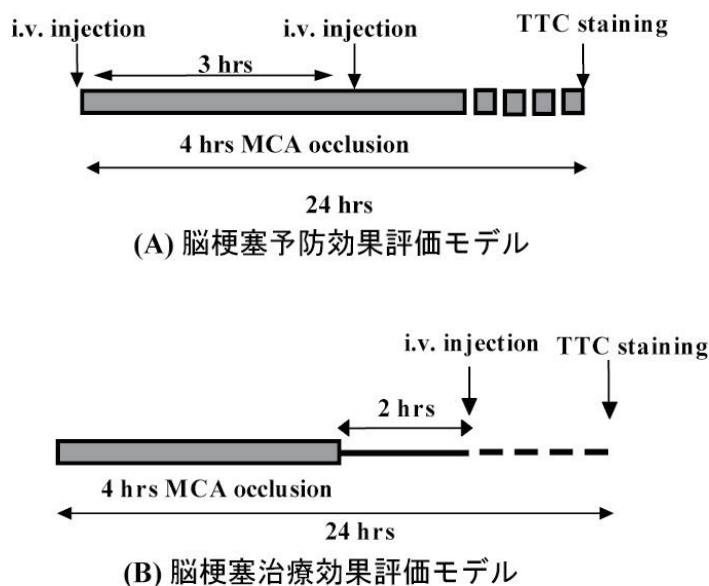 i.v. injection
i.v. injection
TTC staining
3 hrs
4 hrs MCA occlusion
24 hrs
(A) 脳梗塞予防効果評価モデル
i.v. injection
TTC staining
2 hrs
4 hrs MCA occlusion
24 hrs
(B) 脳梗塞治療効果評価モデル